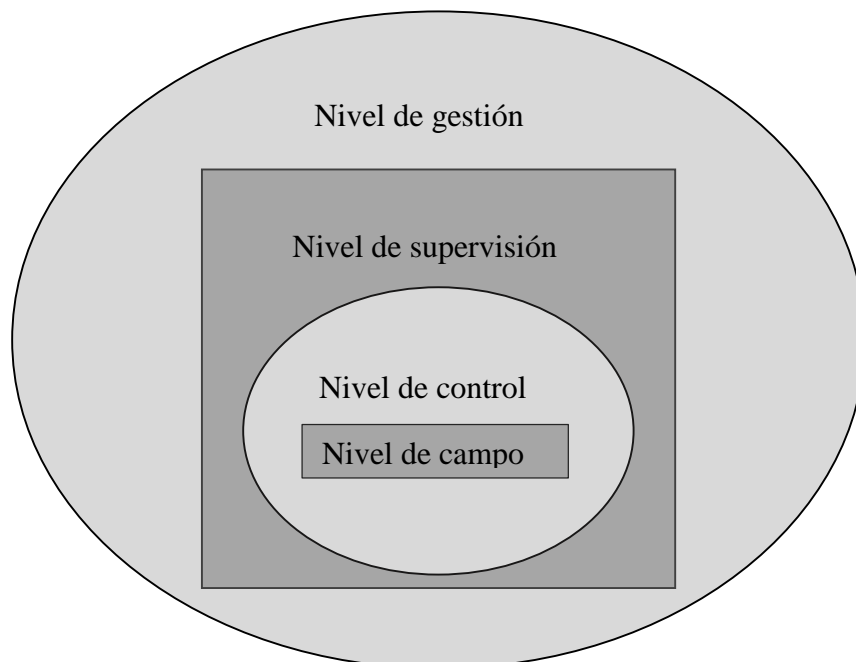 Nivel de gestión
Nivel de supervisión
Nivel de control
Nivel de campo